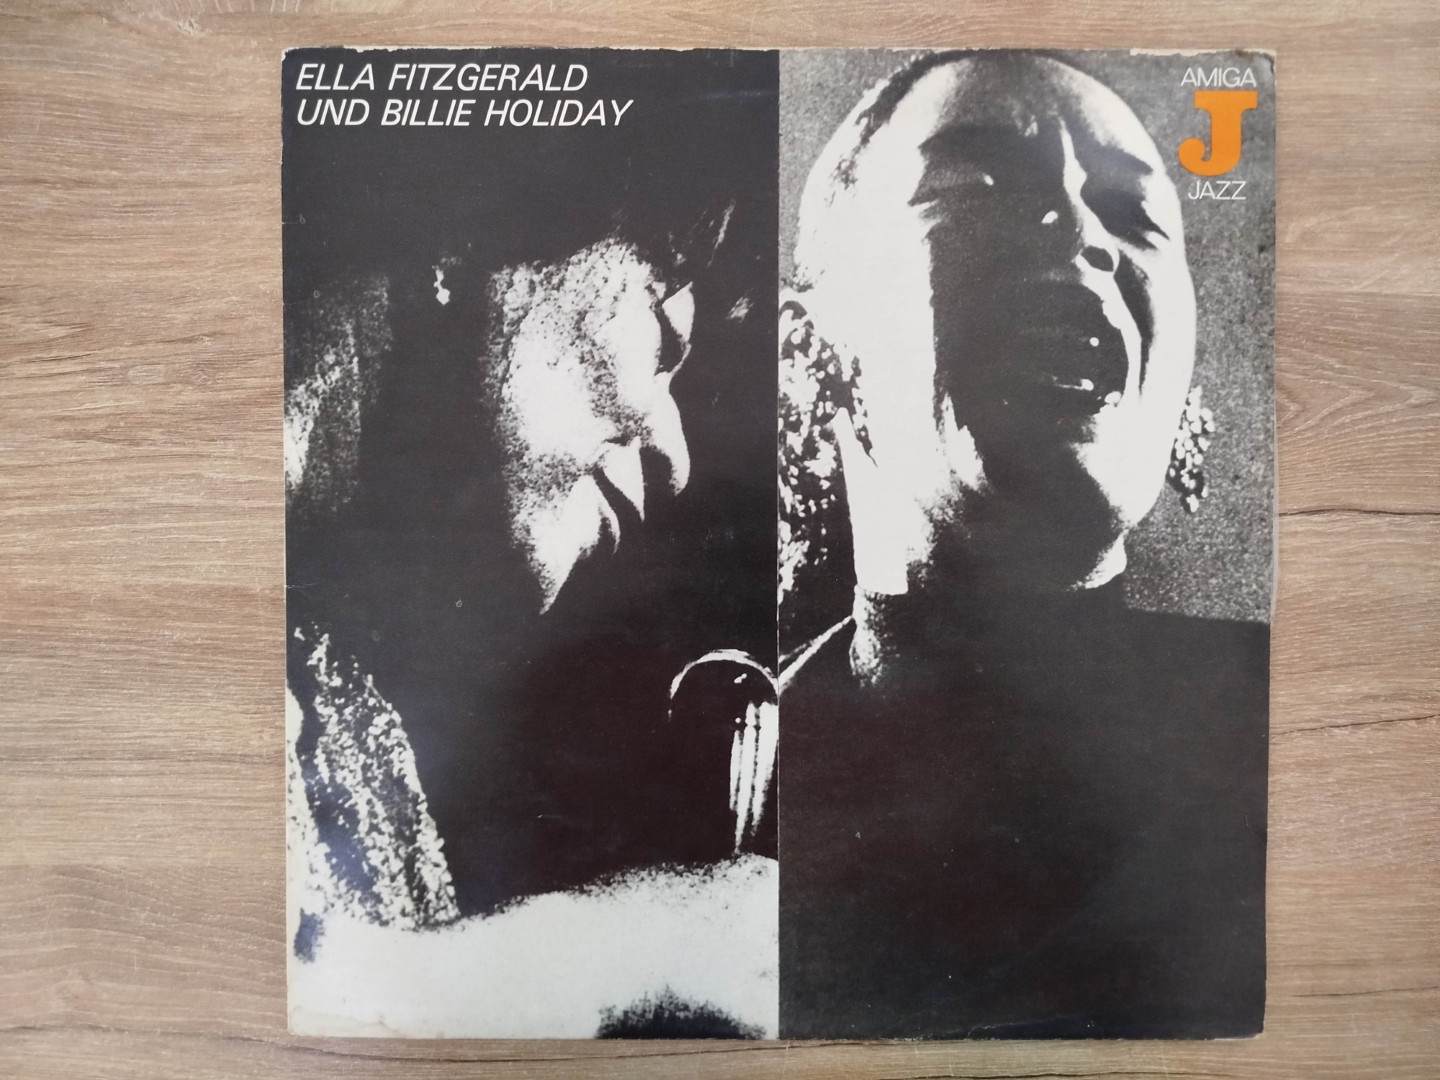 ELLA FITZGERALD
UND BILLIE HOLIDAY
AMIGA
J
JAZZ